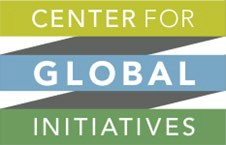 CENTER FOR
GLOBAL
INITIATIVES